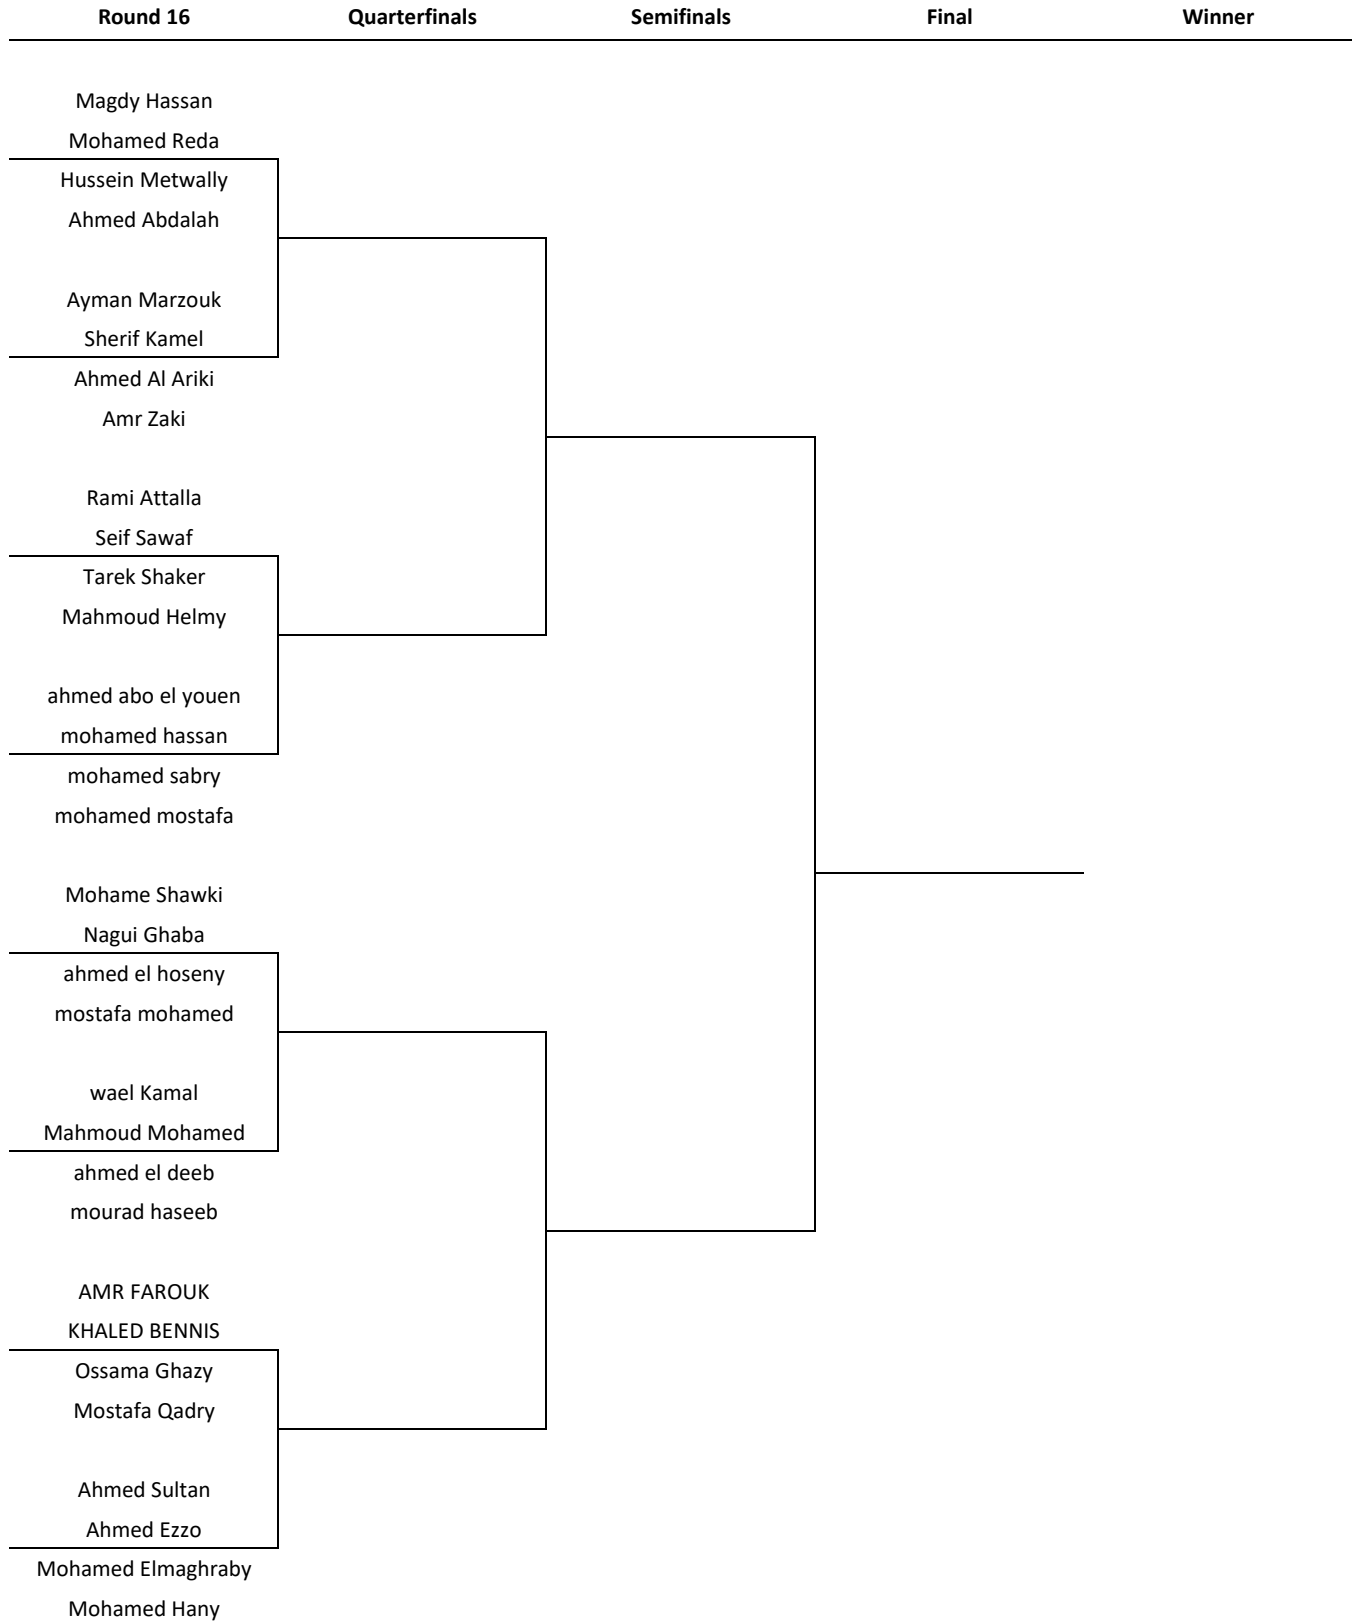 Round 16 Quarterfinals Semifinals Final Winner
Magdy Hassan
Mohamed Reda
Hussein Metwally
Ahmed Abdalah
Ayman Marzouk
Sherif Kamel
Ahmed Al Ariki
Amr Zaki
Rami Attalla
Seif Sawaf
Tarek Shaker
Mahmoud Helmy
ahmed abo el youen
mohamed hassan
mohamed sabry
mohamed mostafa
Mohame Shawki
Nagui Ghaba
ahmed el hoseny
mostafa mohamed
wael Kamal
Mahmoud Mohamed
ahmed el deeb
mourad haseeb
AMR FAROUK
KHALED BENNIS
Ossama Ghazy
Mostafa Qadry
Ahmed Sultan
Ahmed Ezzo
Mohamed Elmaghraby
Mohamed Hany